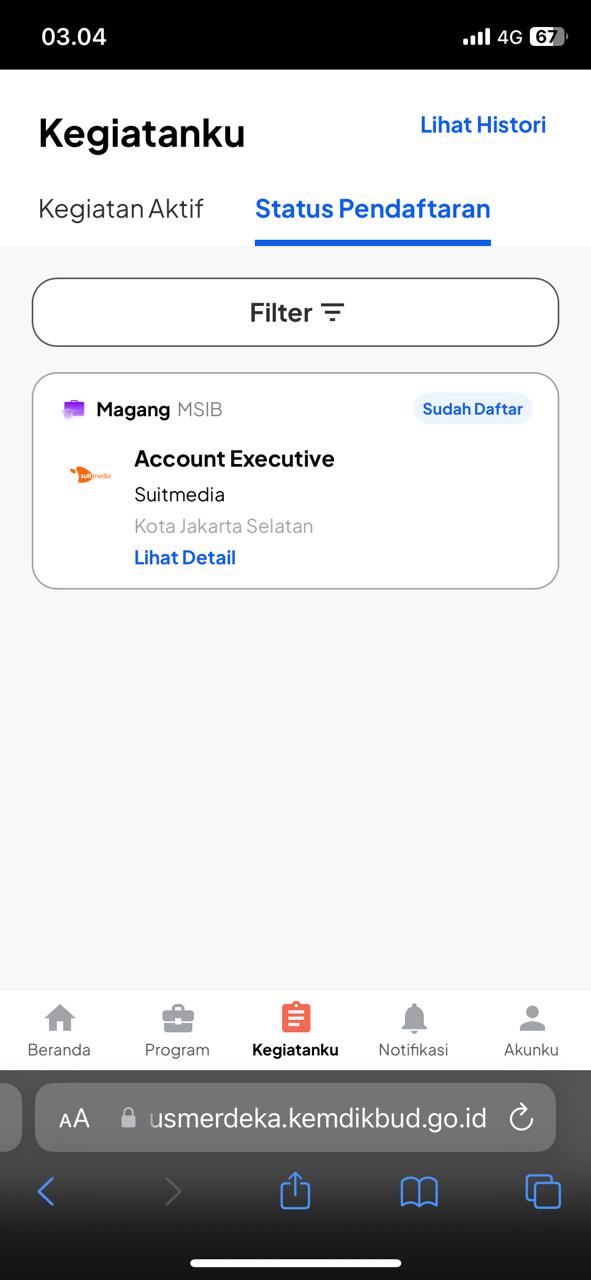 03.04
4G 67
Kegiatanku
Lihat Histori
Kegiatan Aktif
Status Pendaftaran
Filter
Magang MSIB
Sudah Daftar
suitmedia
Account Executive
Suitmedia
Kota Jakarta Selatan
Lihat Detail
Beranda
Program
Kegiatanku
Notifikasi
Akunku
AA
usmerdeka.kemdikbud.go.id